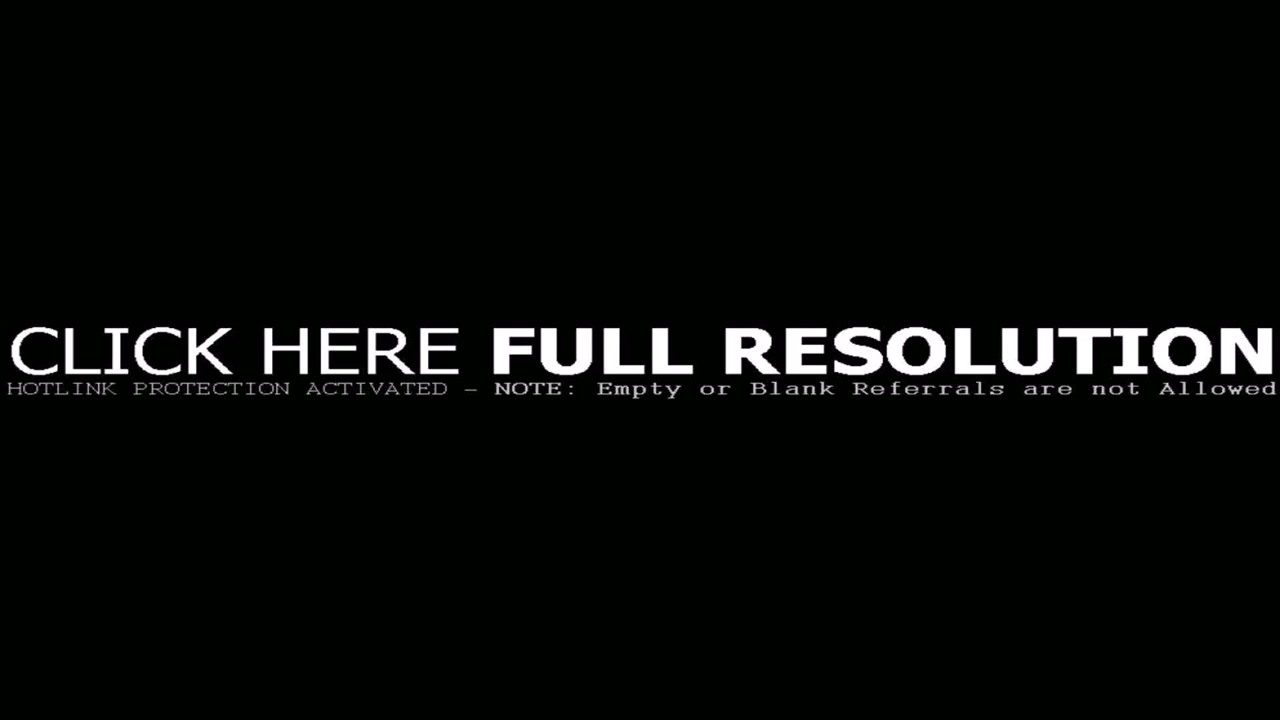 CLICK HERE FULL RESOLUTION
HOTLINK PROTECTION ACTIVATED - NOTE: Empty or Blank Referrals are not Allowed